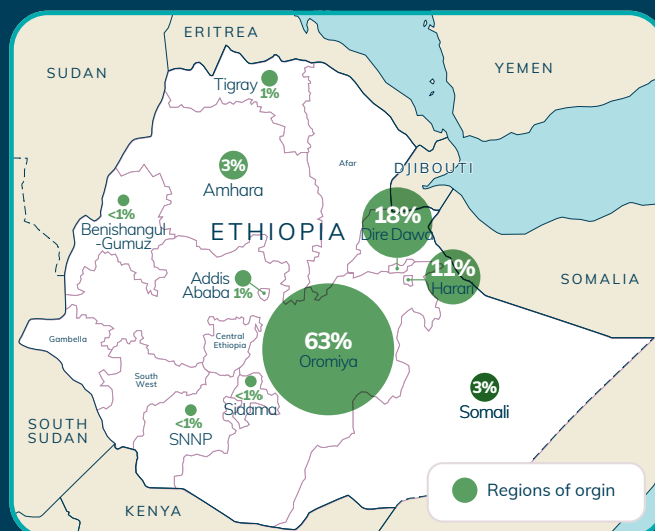 ERITREA
SUDAN
YEMEN
Tigray
1%
Afar
DJIBOUTI
3%
Amhara
<1%
Benishangul
-Gumuz
ETHIOPIA
18%
Dire Dawa
11%
Harari
SOMALIA
Addis
Ababa 1%
63%
Oromiya
Gambella
Central
Ethiopia
South
West
<1%
Sidama
<1%
SNNP
3%
Somali
SOUTH
SUDAN
KENYA
Regions of orgin